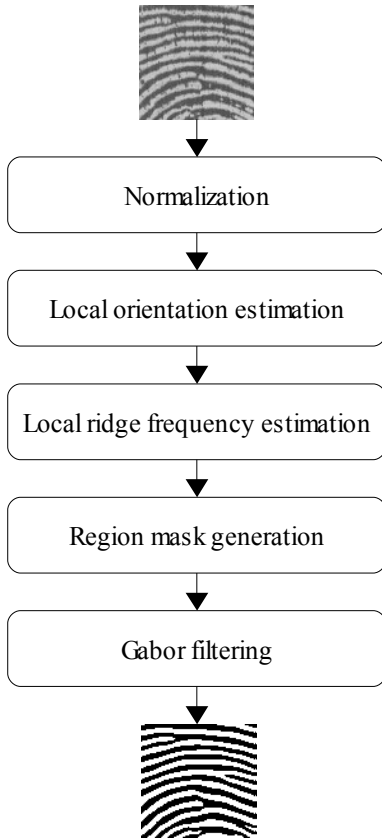 Normalization
Local orientation estimation
Local ridge frequency estimation
Region mask generation
Gabor filtering